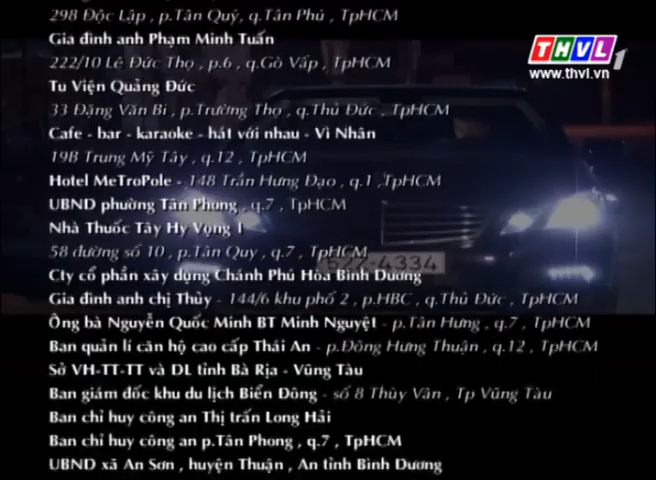 298 Độc Lập , p.Tân Quý, q.Tân Phú , TpHCM
Gia đình anh Phạm Minh Tuấn
222/10 Lê Đức Thọ , p.6 , q.Gò Vấp , TpHCM
Tu Viện Quảng Đức
33 Đặng Văn Bi , p.Trường Thọ , q.Thủ Đức , TpHCM
Cafe - bar - karaoke - hát với nhau - Vì Nhân
19B Trung Mỹ Tây , q.12 , TpHCM
Hotel MeTroPole - 148 Trần Hưng Đạo , q.1 ,TpHCM
UBND phường Tân Phong , q.7 , TpHCM
Nhà Thuốc Tây Hy Vọng 1
58 đường số 10 , p.Tân Quy , q.7 , TpHCM
Cty cổ phần xây dụng Chánh Phú Hòa Bình Dương
Gia đình anh chị Thủy - 144/6 khu phố 2 , p.HBC , q.Thủ Đức , TpHCM
Ông bà Nguyễn Quốc Minh BT Minh Nguyệt - p.Tân Hưng , q.7 , TpHCM
Ban quản lí căn hộ cao cấp Thái An - p.Đông Hưng Thuận , q.12 , TpHCM
Sở VH-TT-TT và DL tỉnh Bà Rịa - Vũng Tàu
Ban giám đốc khu du lịch Biển Đông - số 8 Thùy Vân , Tp Vũng Tàu
Ban chỉ huy công an Thị trấn Long Hải
Ban chỉ huy công an p.Tân Phong , q.7 , TpHCM
UBND xã An Sơn , huyện Thuận , An tỉnh Bình Dương
THVL1
www.thvl.vn
52Z-4334